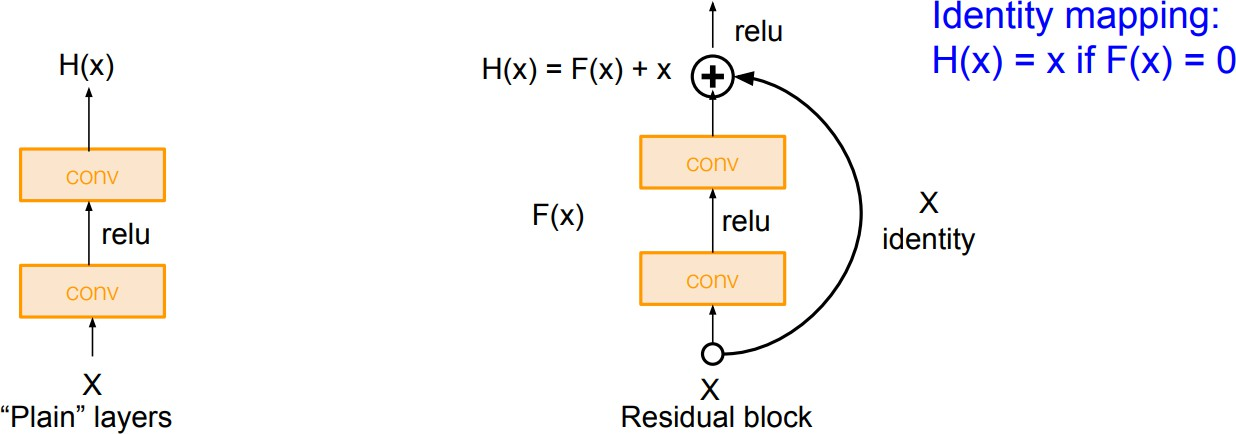 H(x)
conv
relu
conv
X
“Plain” layers
relu
H(x) = F(x) + x
conv
F(x)
relu
conv
X
identity
X
Residual block
Identity mapping:
H(x) = x if F(x) = 0